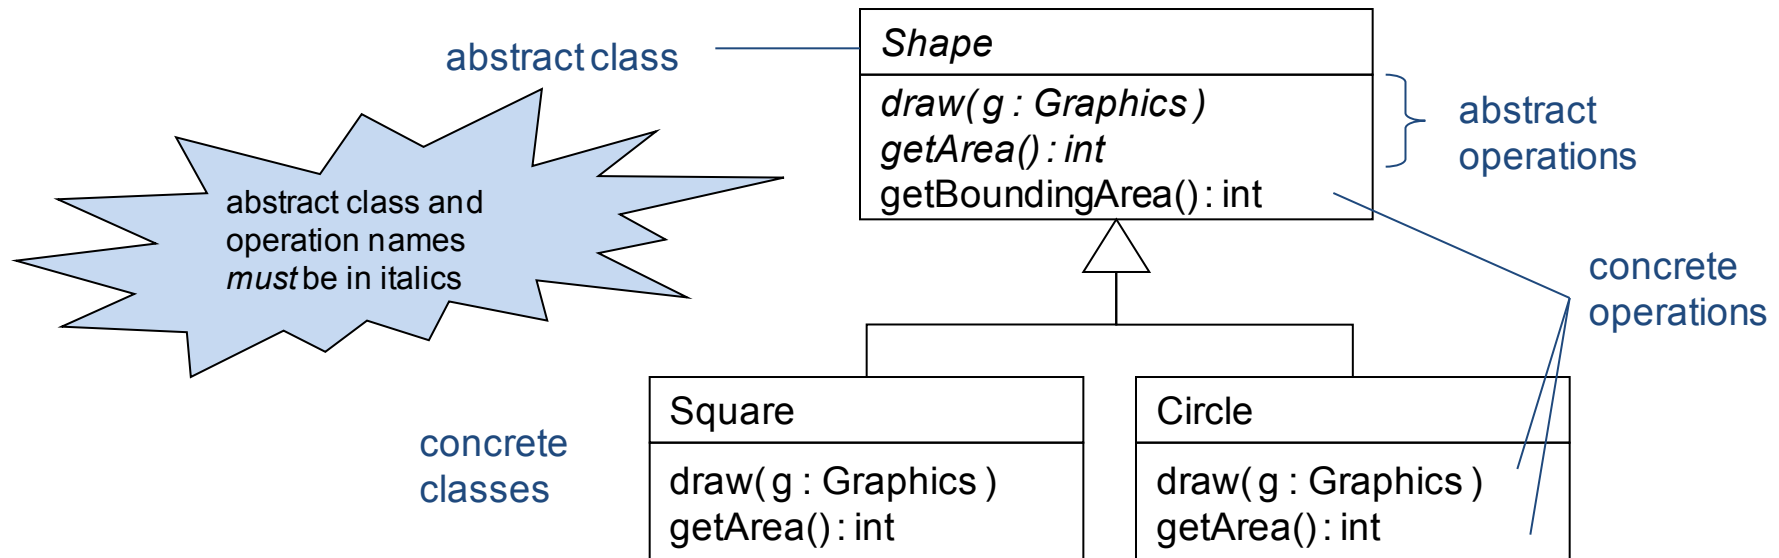 abstract class
Shape
draw( g : Graphics )
getArea() : int
getBoundingArea() : int
abstract
operations
abstract class and
operation names
must be in italics
concrete
operations
concrete
classes
Square
draw( g : Graphics )
getArea() : int
Circle
draw( g : Graphics )
getArea() : int